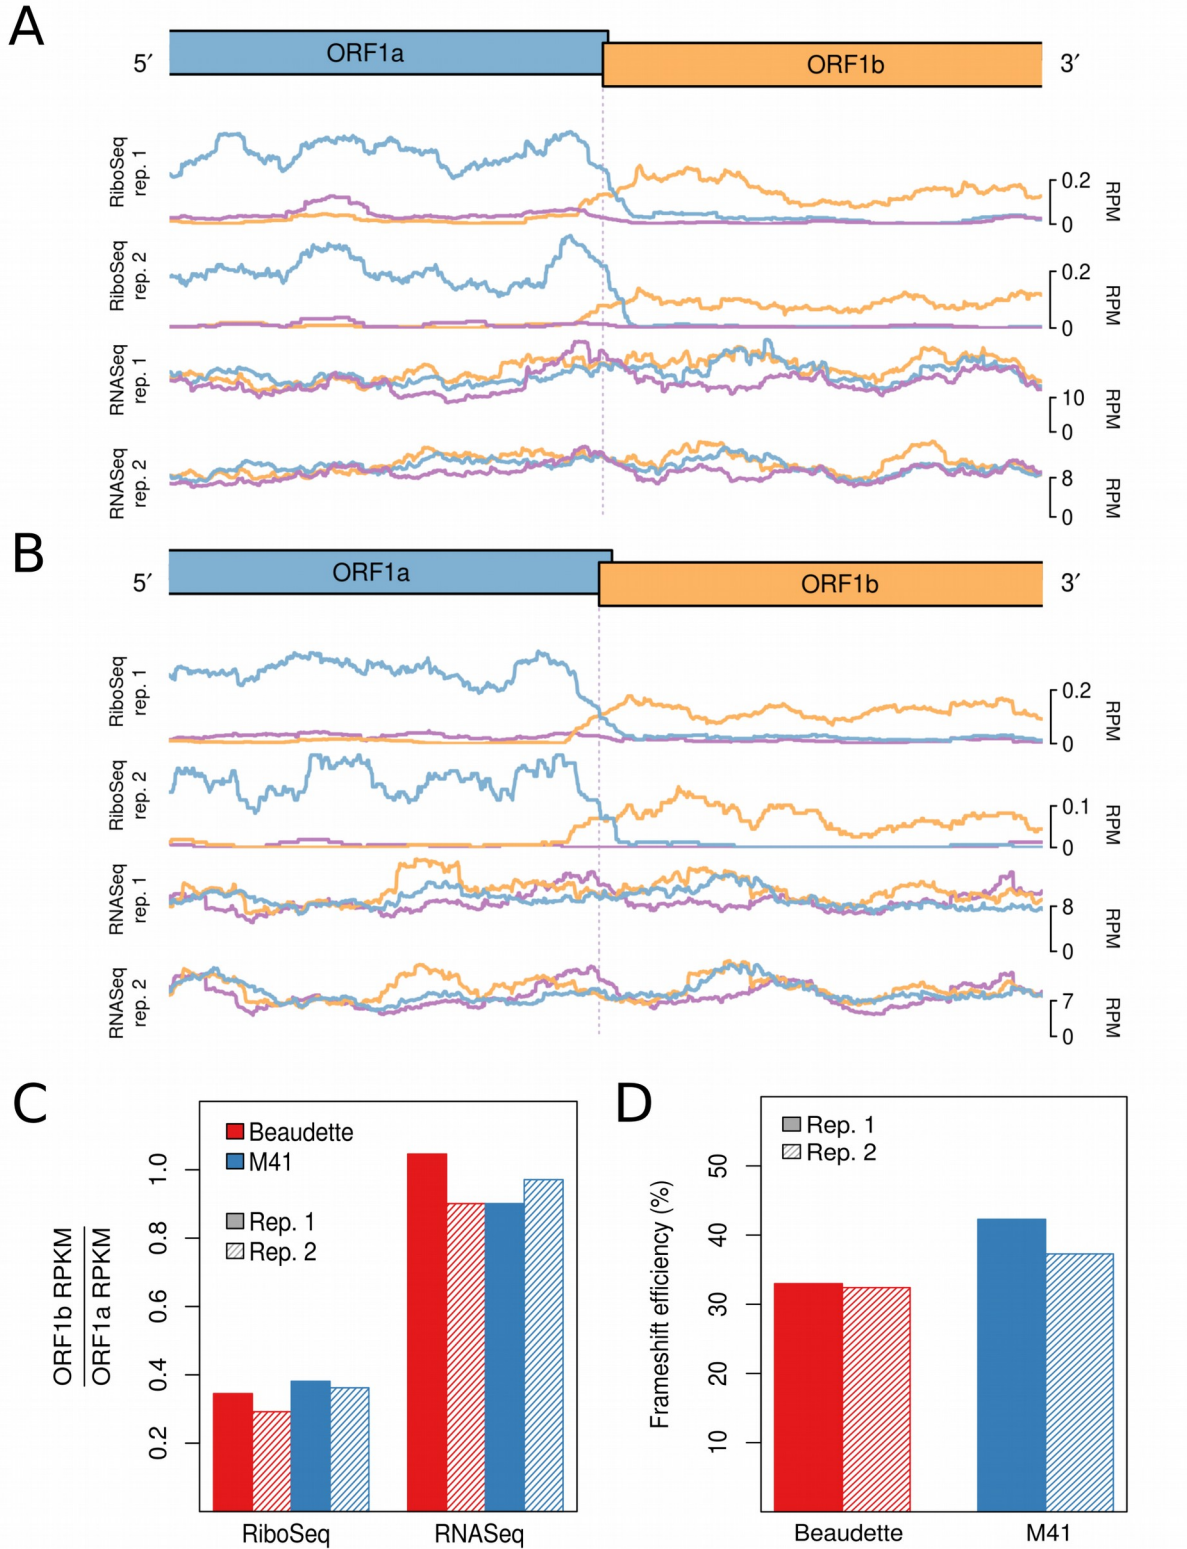 A
5′
ORF1a
ORF1b
3′
RiboSeq
rep. 1
0.2
0
RPM
RiboSeq
rep. 2
0.2
0
RPM
RNASeq
rep. 1
10
0
RPM
RNASeq
rep. 2
8
0
RPM
B
5′
ORF1a
ORF1b
3′
RiboSeq
rep. 1
0.2
0
RPM
RiboSeq
rep. 2
0.1
0
RPM
RNASeq
rep. 1
8
0
RPM
RNASeq
rep. 2
7
0
RPM
C
ORF1b RPKM
ORF1a RPKM
1.0
0.8
0.6
0.4
0.2
Beaudette
M41
Rep. 1
Rep. 2
RiboSeq
RNASeq
D
Frameshift efficiency (%)
50
40
30
20
10
Rep. 1
Rep. 2
Beaudette
M41